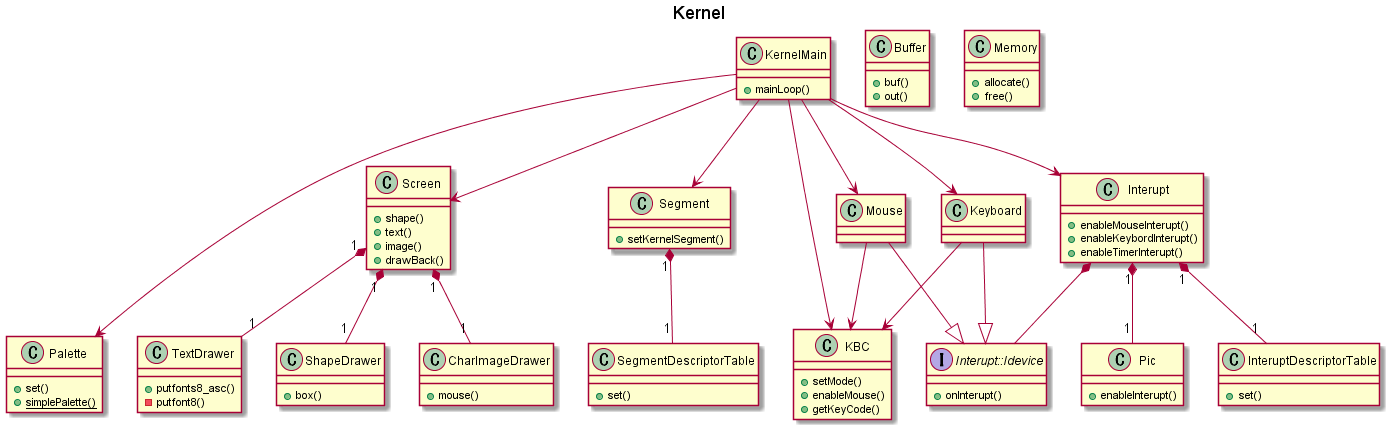 Kernel
C KernelMain
mainLoop()
C Buffer
buf()
out()
C Memory
allocate()
free()
C Screen
shape()
text()
image()
drawBack()
C Segment
setKernelSegment()
C Mouse
C Keyboard
C Interupt
enableMouseInterupt()
enableKeybordInterupt()
enableTimerInterupt()
1
1
1
1
1
1
1
1
1
1
1
1
C Palette
set()
simplePalette()
C TextDrawer
putfonts8_asc()
putfont8()
C ShapeDrawer
box()
C CharImageDrawer
mouse()
C SegmentDescriptorTable
set()
C KBC
setMode()
enableMouse()
getKeyCode()
I Interupt::Idevice
onInterupt()
C Pic
enableInterupt()
C InteruptDescriptorTable
set()